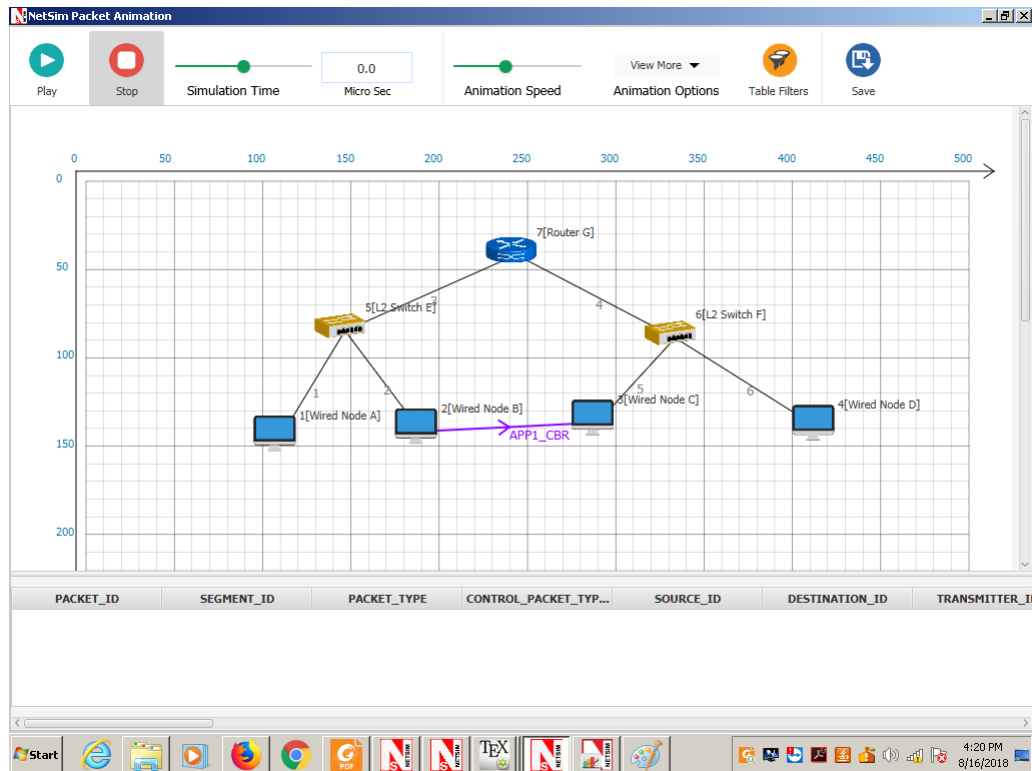 NetSim Packet Animation
Play
Stop
Simulation Time
0.0
Micro Sec
Animation Speed
View More
Animation Options
Table Filters
Save
0 50 100 150 200 250 300 350 400 450 500
0
50
100
150
200
7[Router G]
3
4
5[L2 Switch E]
6[L2 Switch F]
1
2
5
6
1[Wired Node A]
2[Wired Node B]
3[Wired Node C]
4[Wired Node D]
APP1_CBR
PACKET_ID SEGMENT_ID PACKET_TYPE CONTROL_PACKET_TYP... SOURCE_ID DESTINATION_ID TRANSMITTER_I
Start
PDF
NETSIM
NETSIM
TEX
NETSIM
NETSIM
4:20 PM
8/16/2018